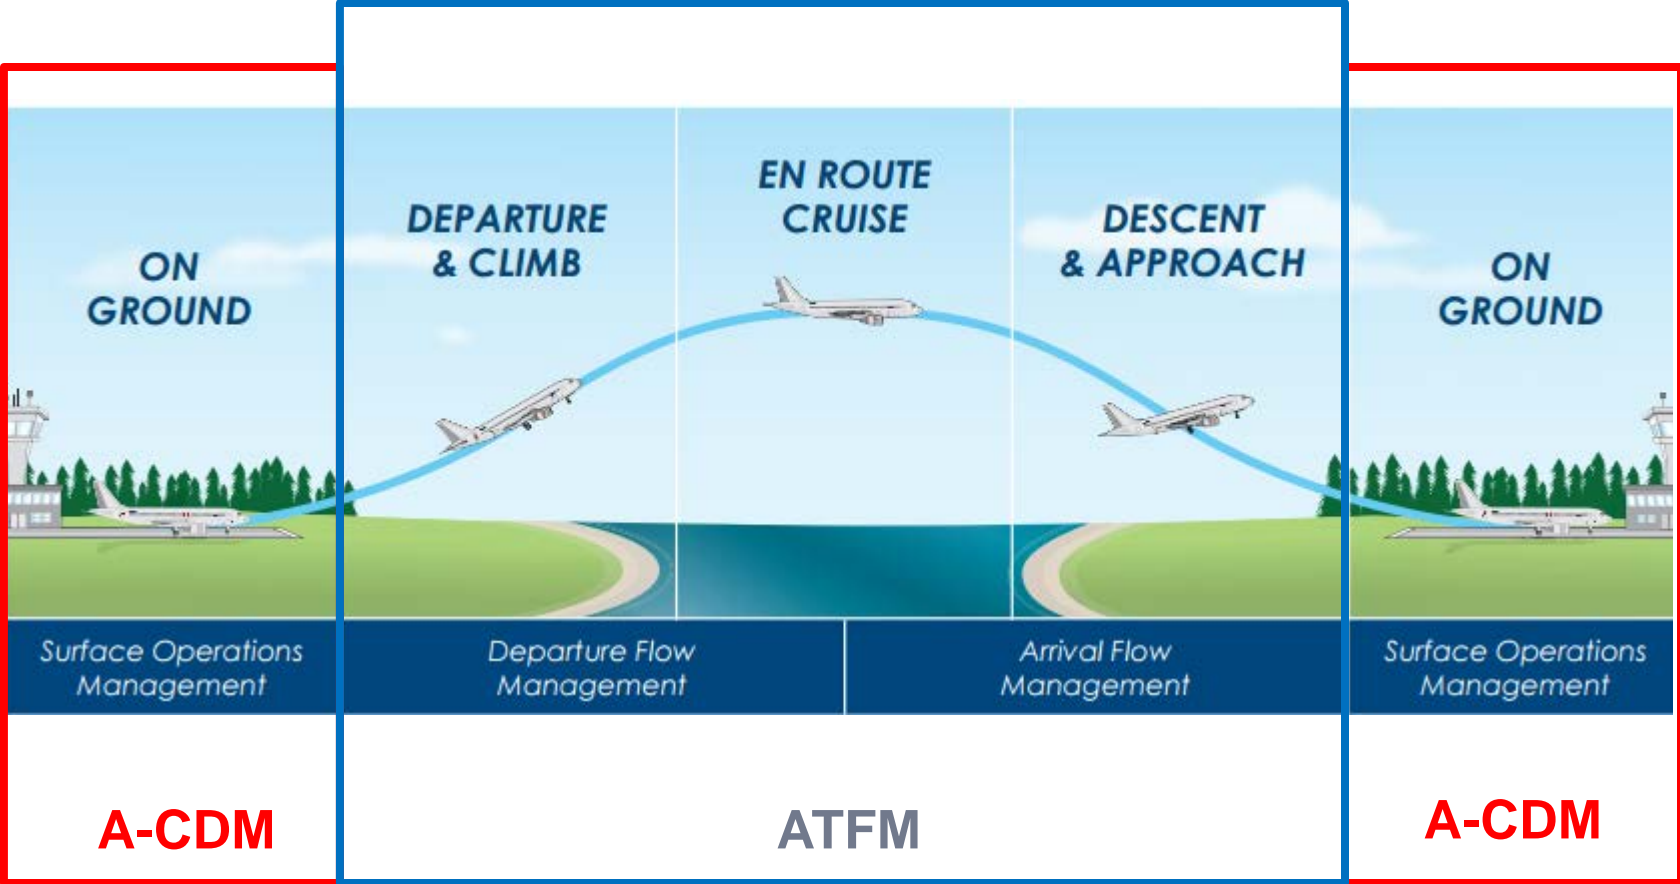 ON
GROUND
DEPARTURE
& CLIMB
EN ROUTE
CRUISE
DESCENT
& APPROACH
ON
GROUND
Surface Operations
Management
Departure Flow
Management
Arrival Flow
Management
Surface Operations
Management
A-CDM
ATFM
A-CDM